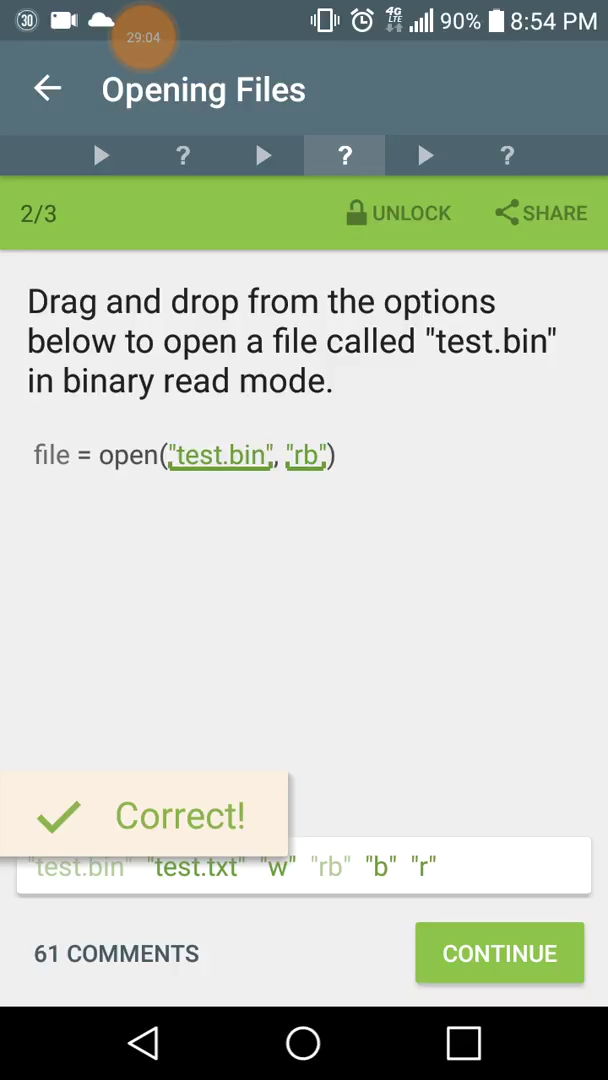 30 29:04 4G LTE 90% 8:54 PM
Opening Files
? ? ?
2/3 UNLOCK SHARE
Drag and drop from the options
below to open a file called "test.bin"
in binary read mode.
file = open("test.bin", "rb")
Correct!
"test.bin" "test.txt" "w" "rb" "b" "r"
61 COMMENTS CONTINUE